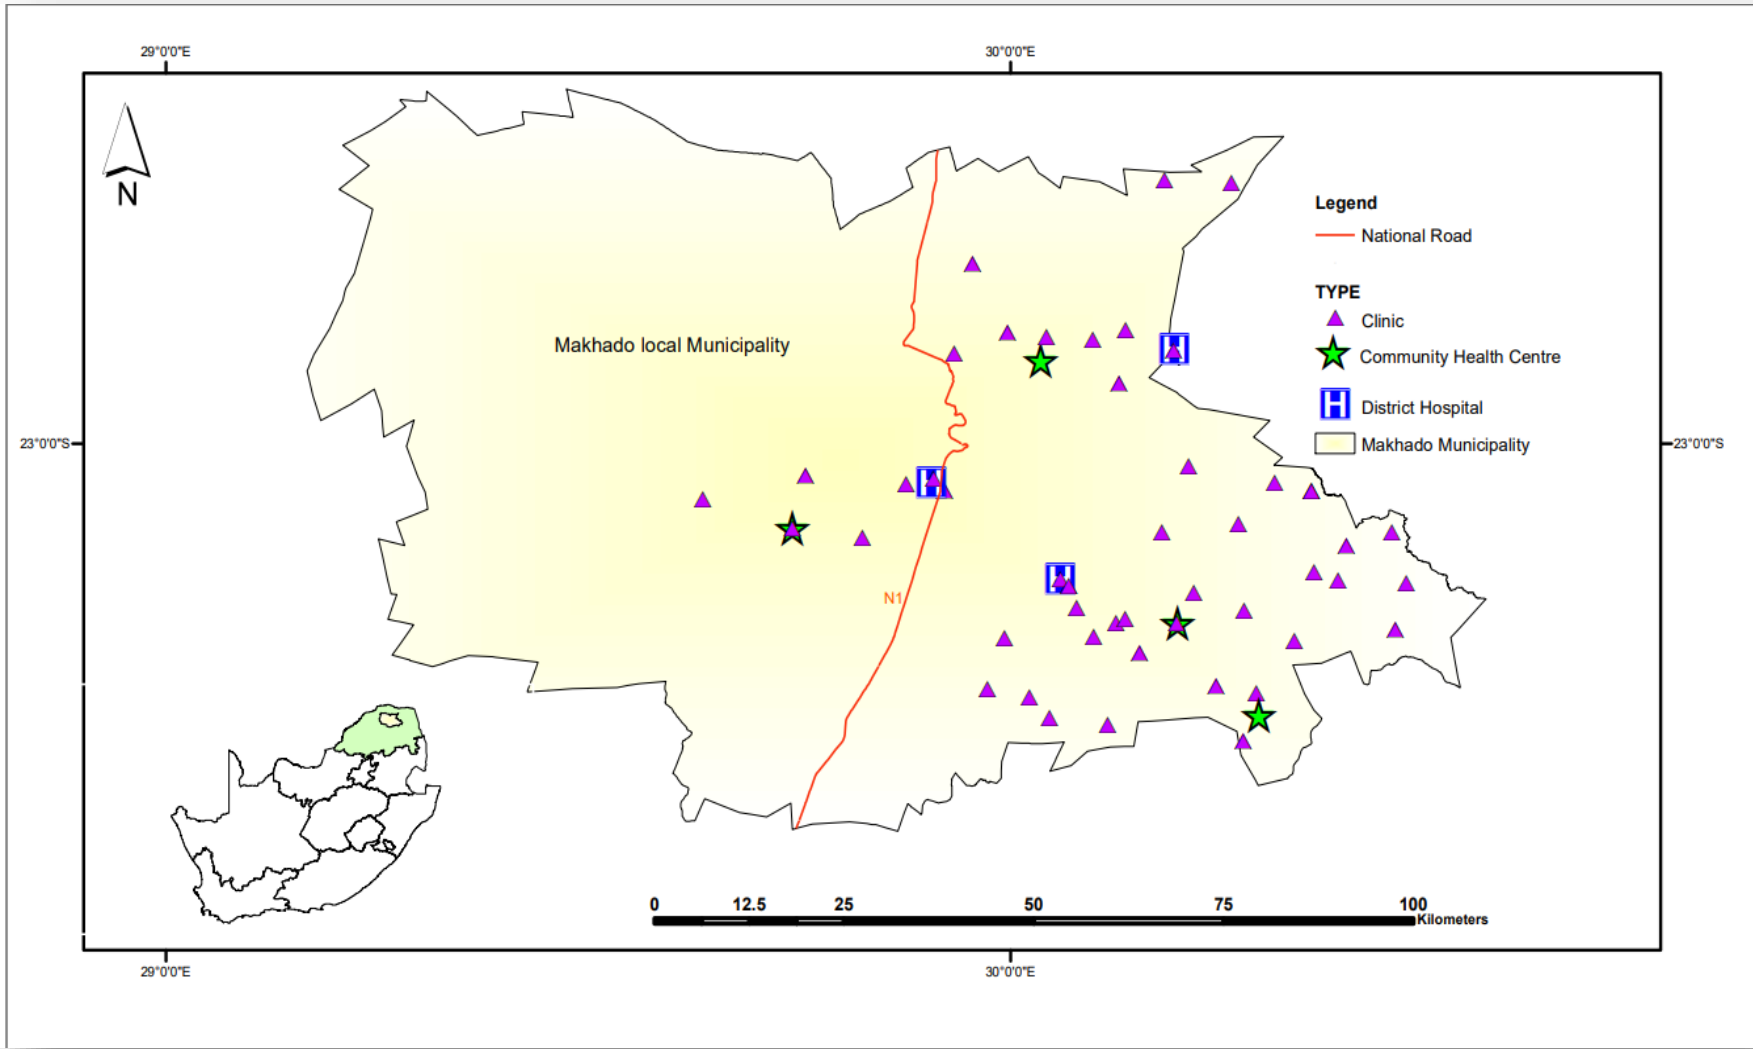 29°0'0"E
30°0'0"E
N
Legend
National Road
TYPE
Clinic
Community Health Centre
District Hospital
Makhado Municipality
Makhado local Municipality
H
H
H
H
23°0'0"S
23°0'0"S
N1
0 12.5 25 50 75 100
Kilometers
29°0'0"E
30°0'0"E